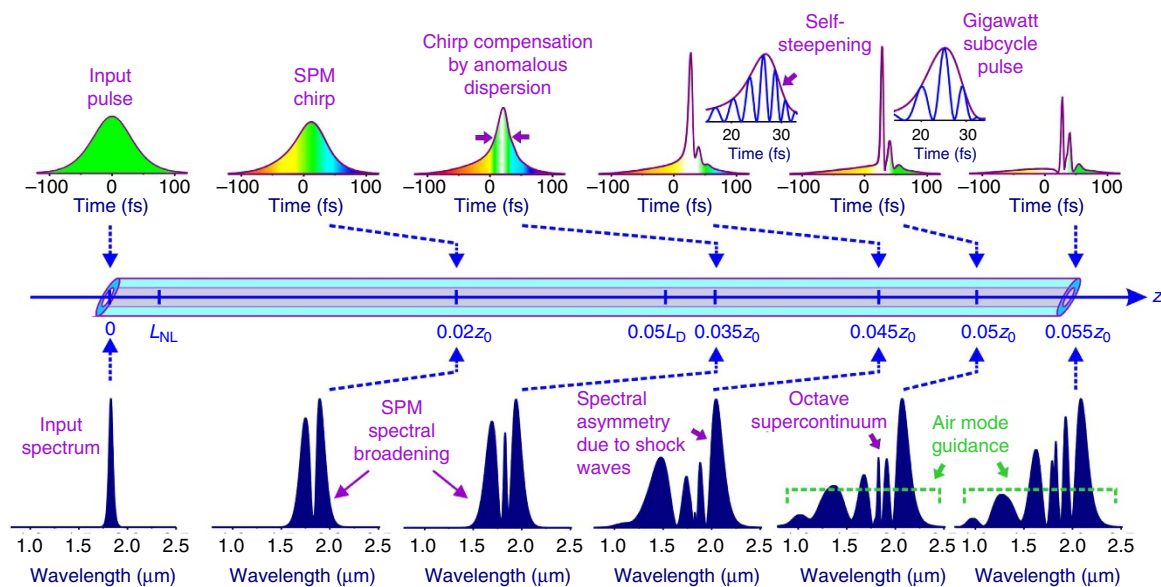 Input
pulse
SPM
chirp
Chirp compensation
by anomalous
dispersion
Self-
steepening
Gigawatt
subcycle
pulse
20 30
Time (fs)
20 30
Time (fs)
−100 0 100
Time (fs)
−100 0 100
Time (fs)
−100 0 100
Time (fs)
−100 0 100
Time (fs)
−100 0 100
Time (fs)
−100 0 100
Time (fs)
z
0 L_NL 0.02z_0 0.05L_D 0.035z_0 0.045z_0 0.05z_0 0.055z_0
Input
spectrum
SPM
spectral
broadening
Spectral
asymmetry
due to shock
waves
Octave
supercontinuum
Air mode
guidance
1.0 1.5 2.0 2.5
Wavelength (μm)
1.0 1.5 2.0 2.5
Wavelength (μm)
1.0 1.5 2.0 2.5
Wavelength (μm)
1.0 1.5 2.0 2.5
Wavelength (μm)
1.0 1.5 2.0 2.5
Wavelength (μm)
1.0 1.5 2.0 2.5
Wavelength (μm)